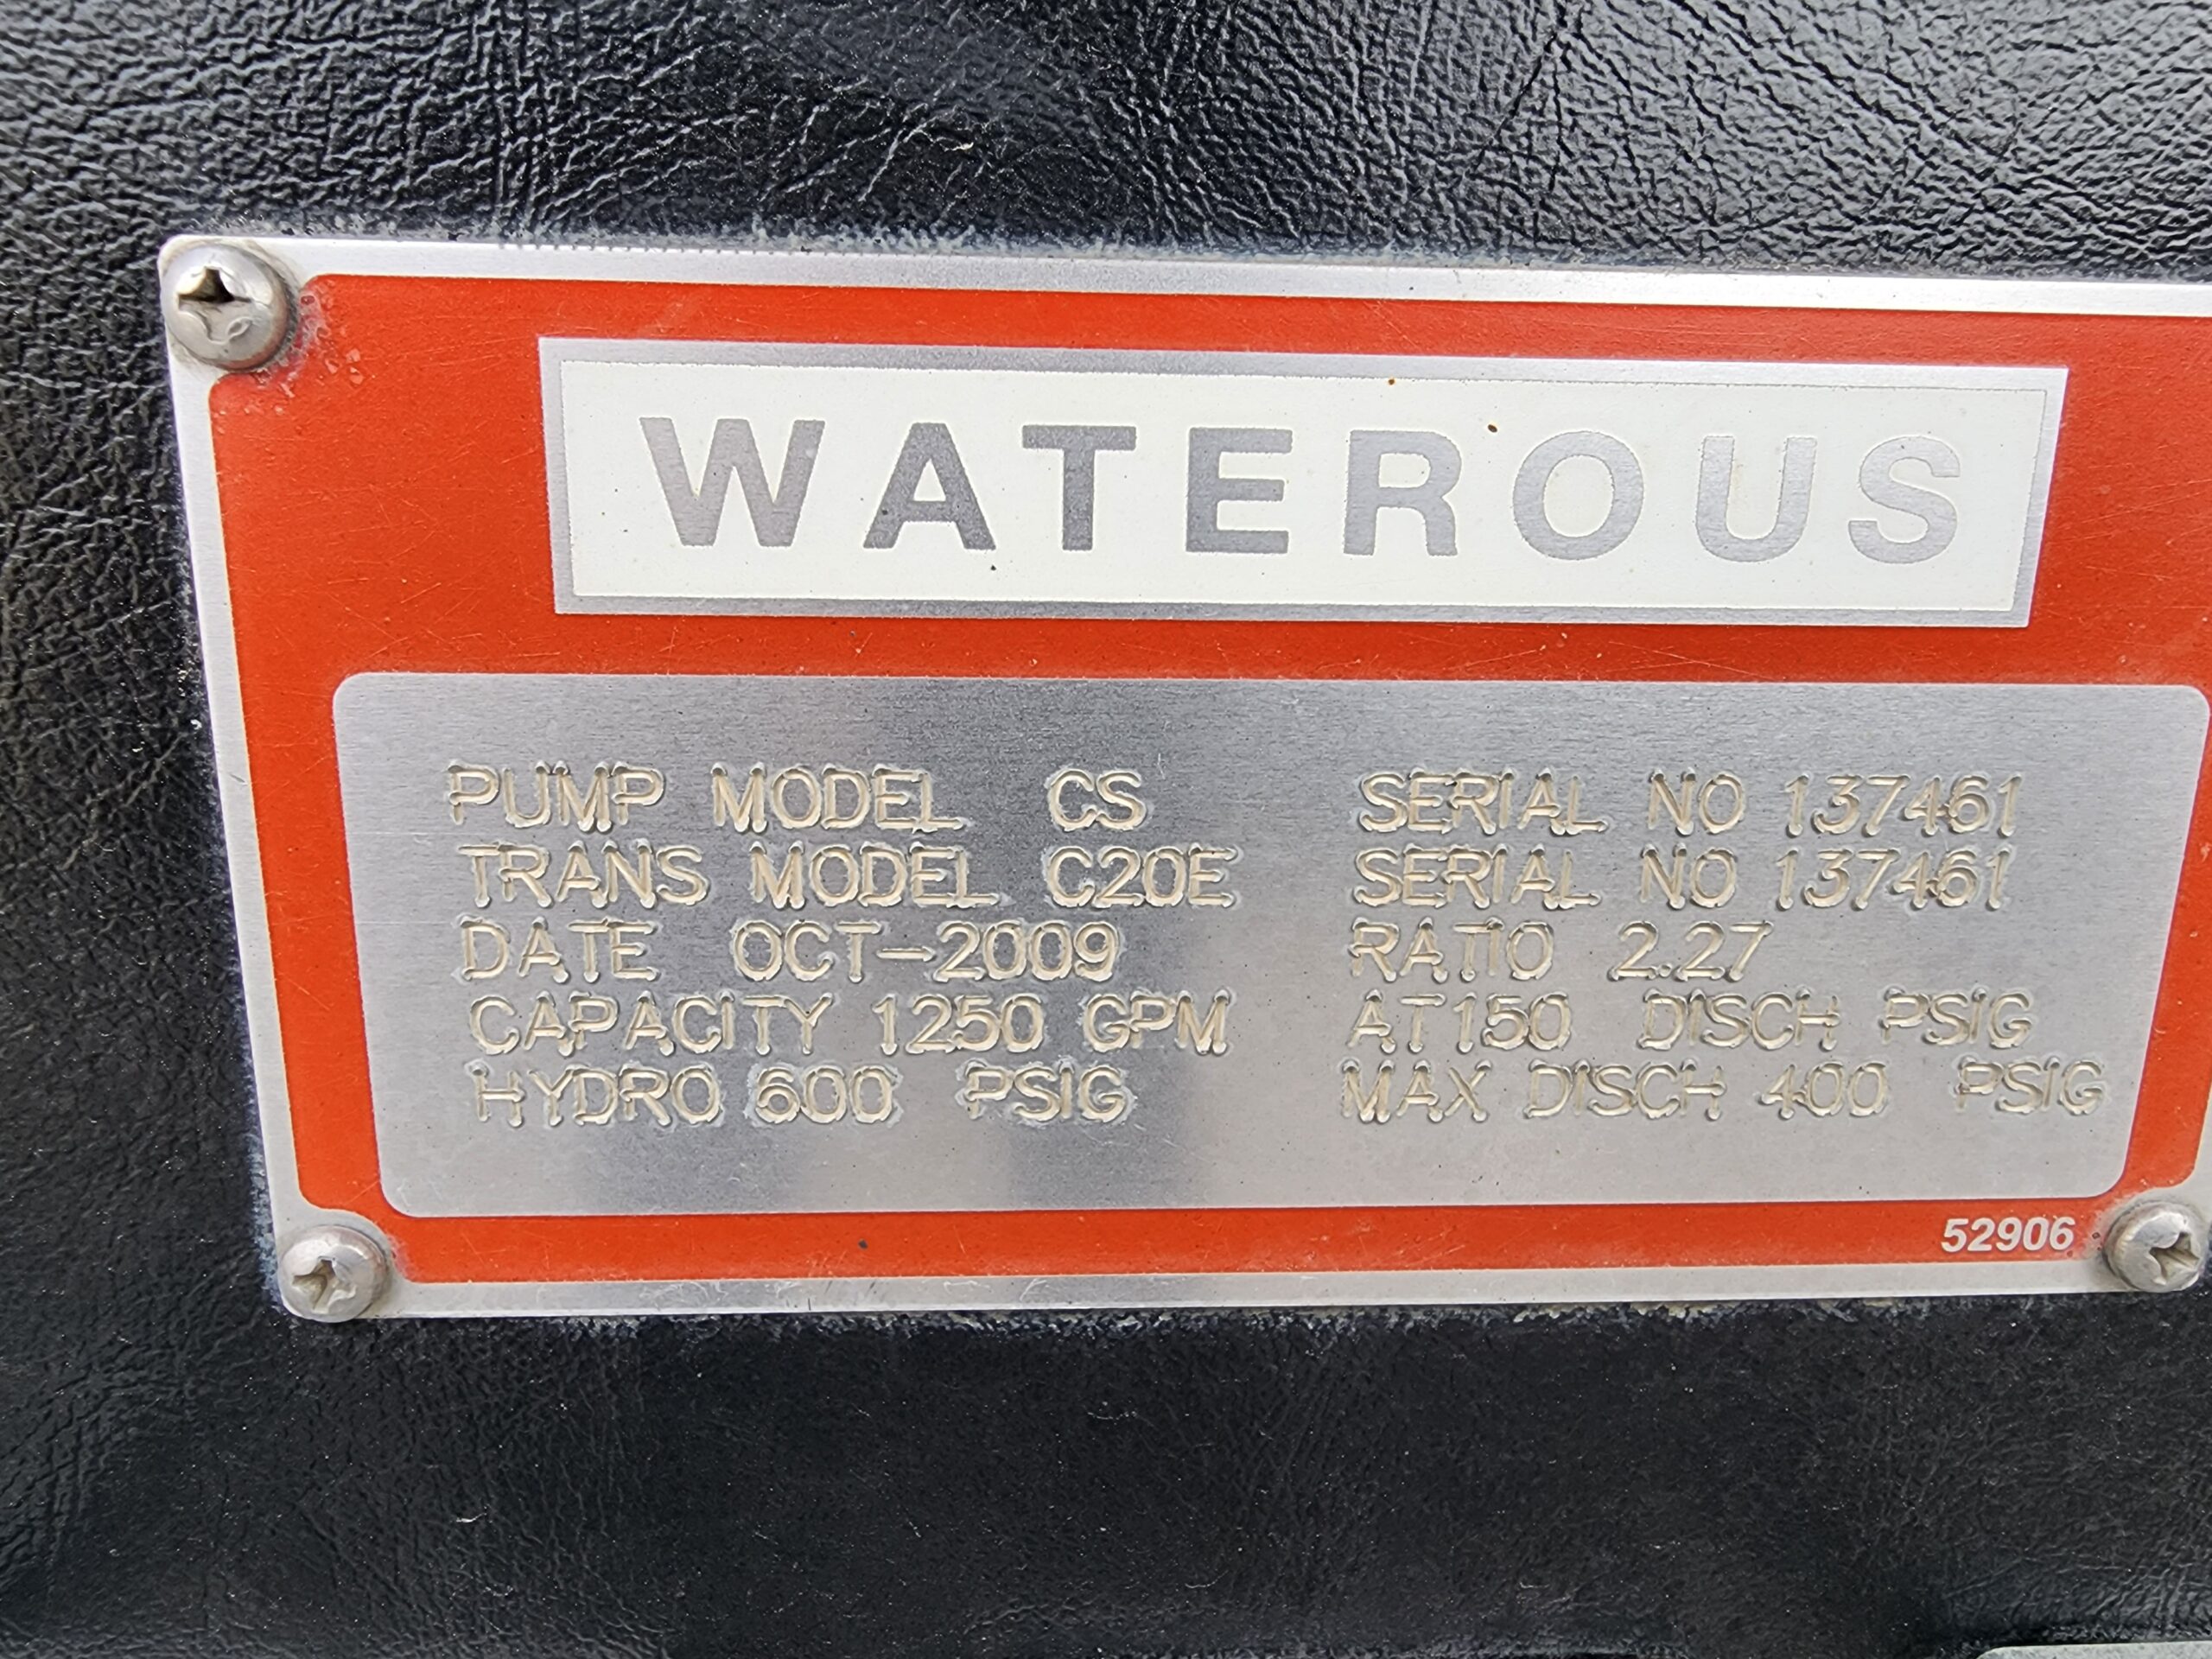 WATEROUS
PUMP MODEL CS SERIAL NO 137461
TRANS MODEL C20E SERIAL NO 137461
DATE OCT-2009 RATIO 2.27
CAPACITY 1250 GPM AT150 DISCH PSIG
HYDRO 600 PSIG MAX DISCH 400 PSIG
52906